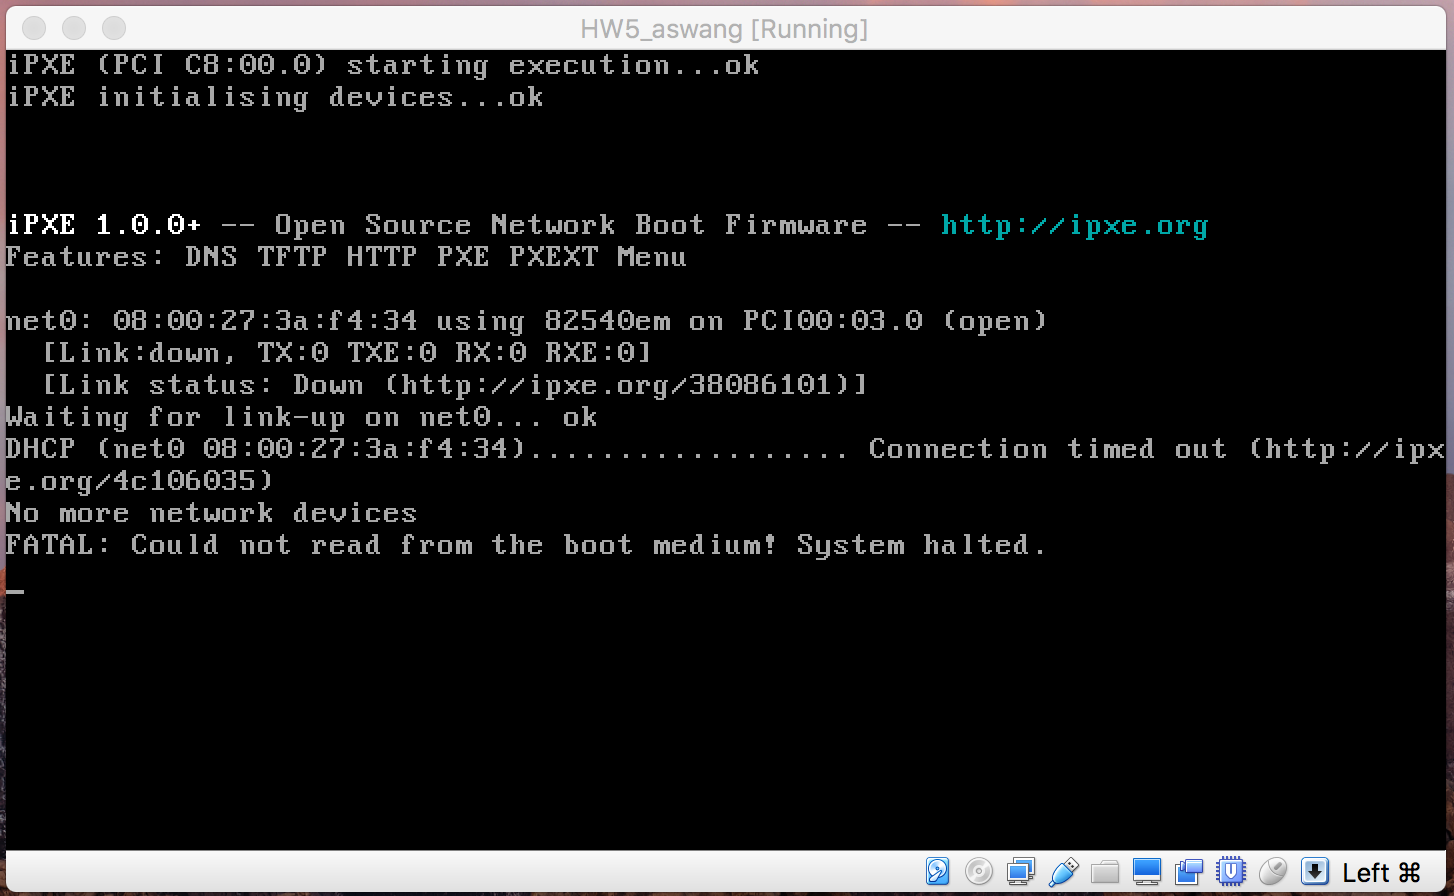 HW5_aswang [Running]
iPXE (PCI C8:00.0) starting execution...ok
iPXE initialising devices...ok
iPXE 1.0.0+ -- Open Source Network Boot Firmware -- http://ipxe.org
Features: DNS TFTP HTTP PXE PXEXT Menu
net0: 08:00:27:3a:f4:34 using 82540em on PCI00:03.0 (open)
[Link:down, TX:0 TXE:0 RX:0 RXE:0]
[Link status: Down (http://ipxe.org/38086101)]
Waiting for link-up on net0... ok
DHCP (net0 08:00:27:3a:f4:34).................. Connection timed out (http://ipx
e.org/4c106035)
No more network devices
FATAL: Could not read from the boot medium! System halted.
_
Left ⌘